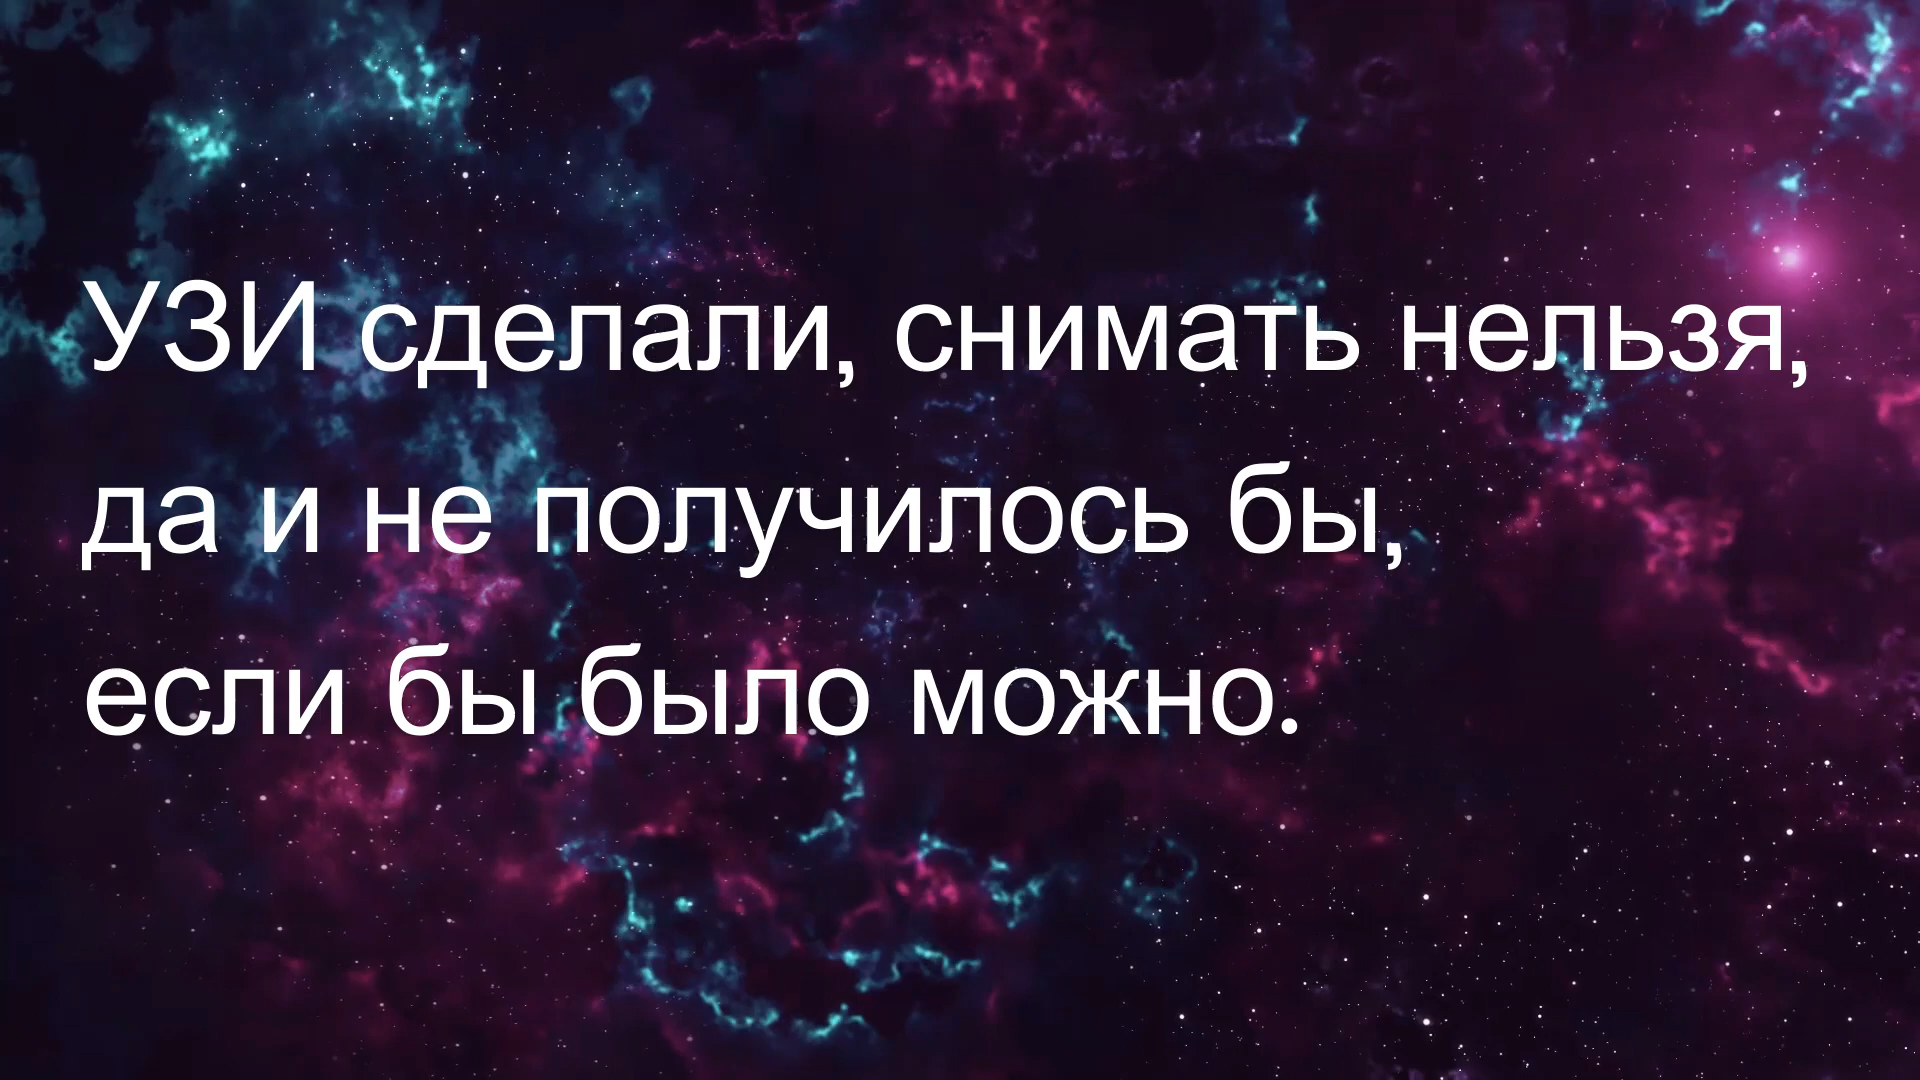 УЗИ сделали, снимать нельзя,
да и не получилось бы,
если бы было можно.